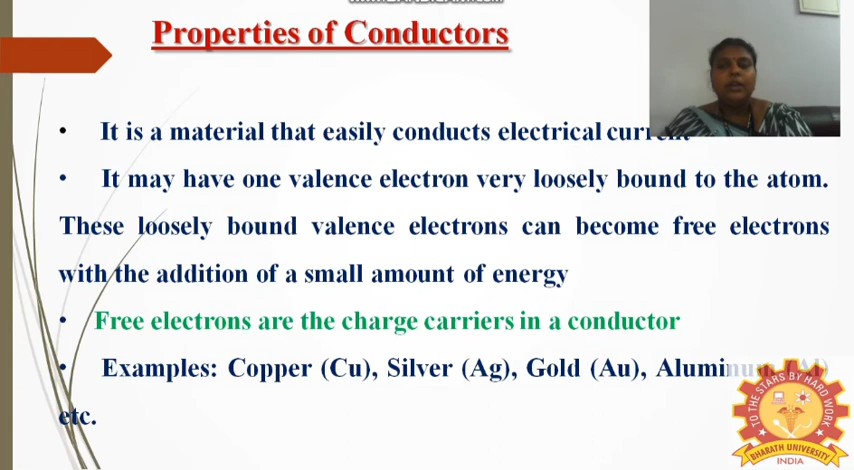 Properties of Conductors
• It is a material that easily conducts electrical current
• It may have one valence electron very loosely bound to the atom.
These loosely bound valence electrons can become free electrons
with the addition of a small amount of energy
• Free electrons are the charge carriers in a conductor
• Examples: Copper (Cu), Silver (Ag), Gold (Au), Aluminum (Al)
etc.
TO THE STARS BY HARD WORK
BHARATH UNIVERSITY
INDIA